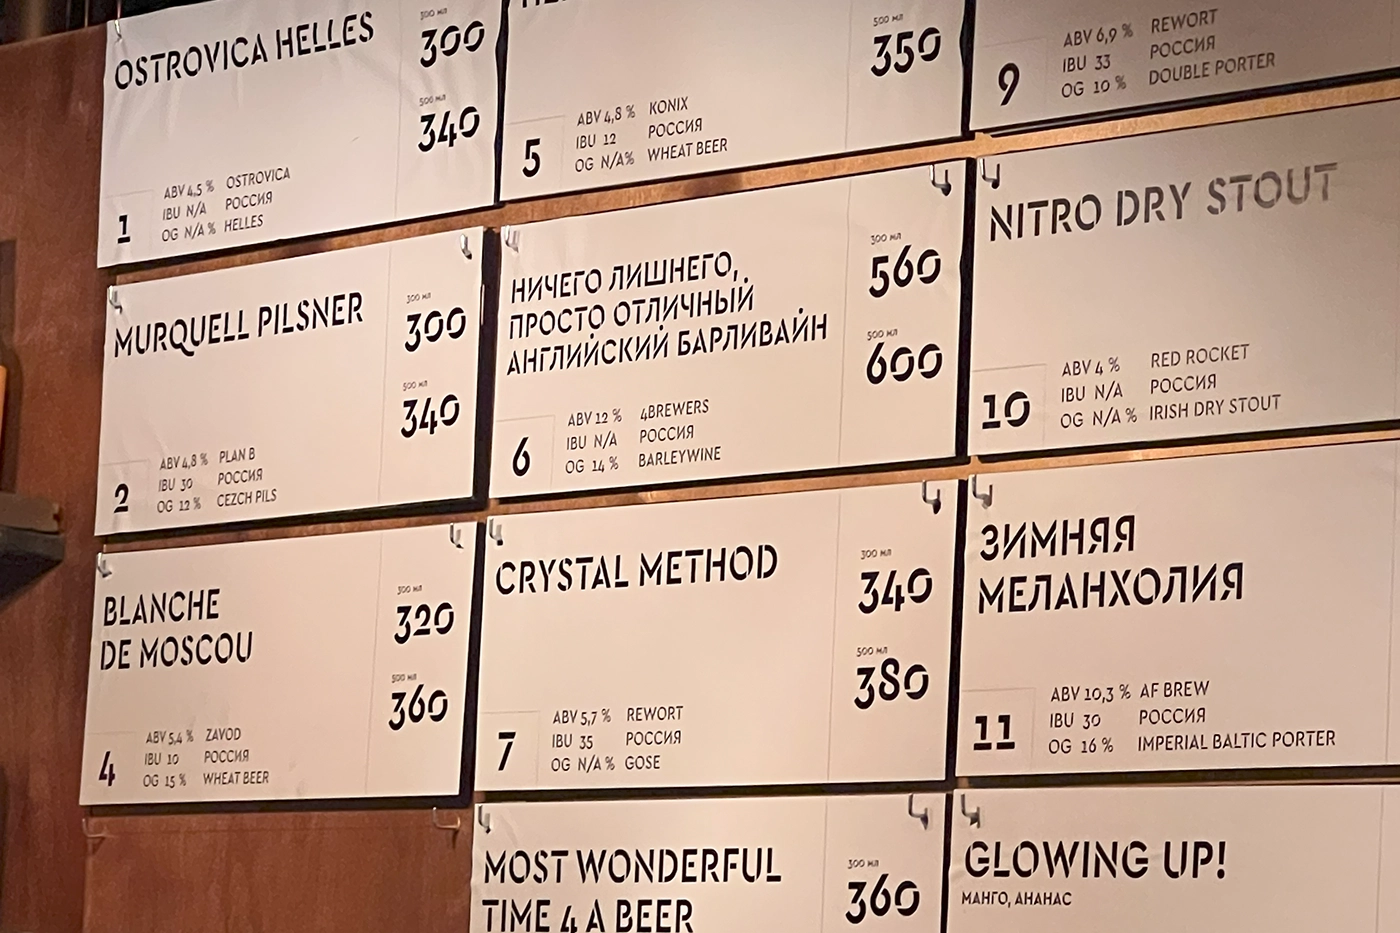 OSTROVICA HELLES
300 мл
300
500 мл
340
1
ABV 4,5 % OSTROVICA
IBU N/A РОССИЯ
OG N/A % HELLES
MURQUELL PILSNER
300 мл
300
500 мл
340
2
ABV 4,8 % PLAN B
IBU 30 РОССИЯ
OG 12 % CEZCH PILS
BLANCHE
DE MOSCOU
300 мл
320
500 мл
360
4
ABV 5,4 % ZAVOD
IBU 10 РОССИЯ
OG 15 % WHEAT BEER
500 мл
350
5
ABV 4,8 % KONIX
IBU 12 РОССИЯ
OG N/A% WHEAT BEER
НИЧЕГО ЛИШНЕГО,
ПРОСТО ОТЛИЧНЫЙ
АНГЛИЙСКИЙ БАРЛИВАЙН
300 мл
560
500 мл
600
6
ABV 12 % 4BREWERS
IBU N/A РОССИЯ
OG 14 % BARLEYWINE
CRYSTAL METHOD
300 мл
340
500 мл
380
7
ABV 5,7 % REWORT
IBU 35 РОССИЯ
OG N/A % GOSE
MOST WONDERFUL
TIME 4 A BEER
300 мл
360
9
ABV 6,9 % REWORT
IBU 33 РОССИЯ
OG 10 % DOUBLE PORTER
NITRO DRY STOUT
10
ABV 4 % RED ROCKET
IBU N/A РОССИЯ
OG N/A % IRISH DRY STOUT
ЗИМНЯЯ
МЕЛАНХОЛИЯ
11
ABV 10,3 % AF BREW
IBU 30 РОССИЯ
OG 16 % IMPERIAL BALTIC PORTER
GLOWING UP!
МАНГО, АНАНАС